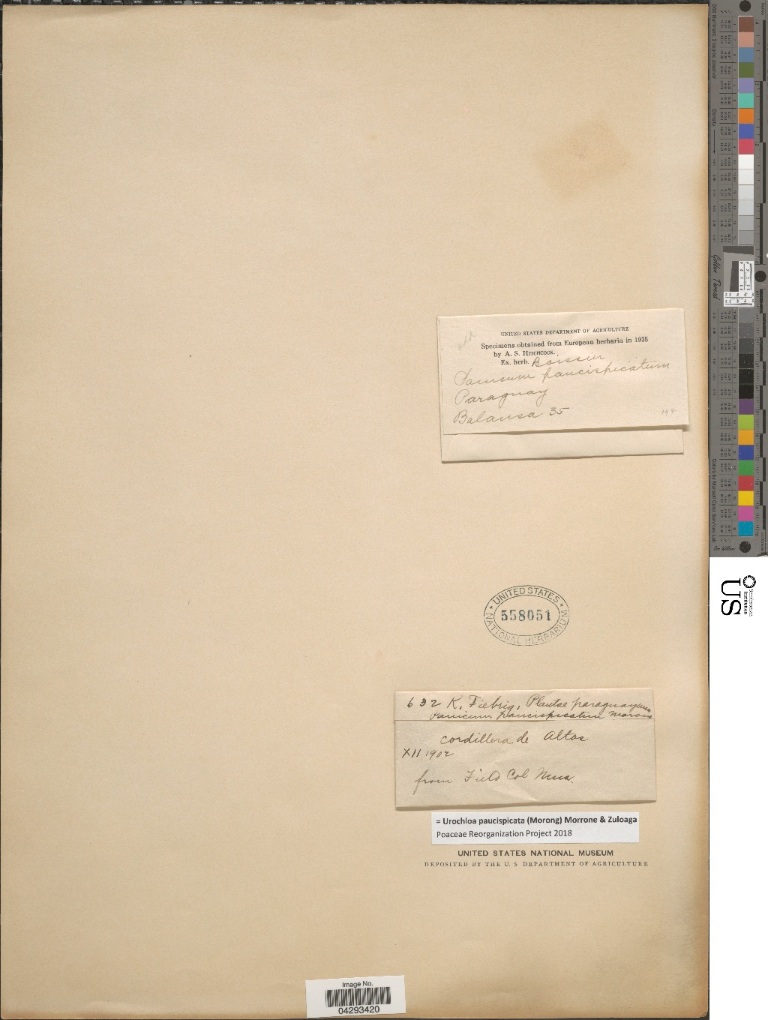 UNITED STATES DEPARTMENT OF AGRICULTURE
Specimens obtained from European herbaria in 1925
by A. S. Hitchcock.
Ex. herb. Boissier
Panicum paucispicatum
Paraguay
Balansa 35
UNITED STATES
558051
NATIONAL HERBARIUM
632 K. Fiebrig, Plantae paraguayenses
Panicum paucispicatum Morong
Cordillera de Altos
XII 1902
from Field Col Mus.
= Urochloa paucispicata (Morong) Morrone & Zuloaga
Poaceae Reorganization Project 2018
UNITED STATES NATIONAL MUSEUM
DEPOSITED BY THE U. S. DEPARTMENT OF AGRICULTURE
Image No.
04293420
US